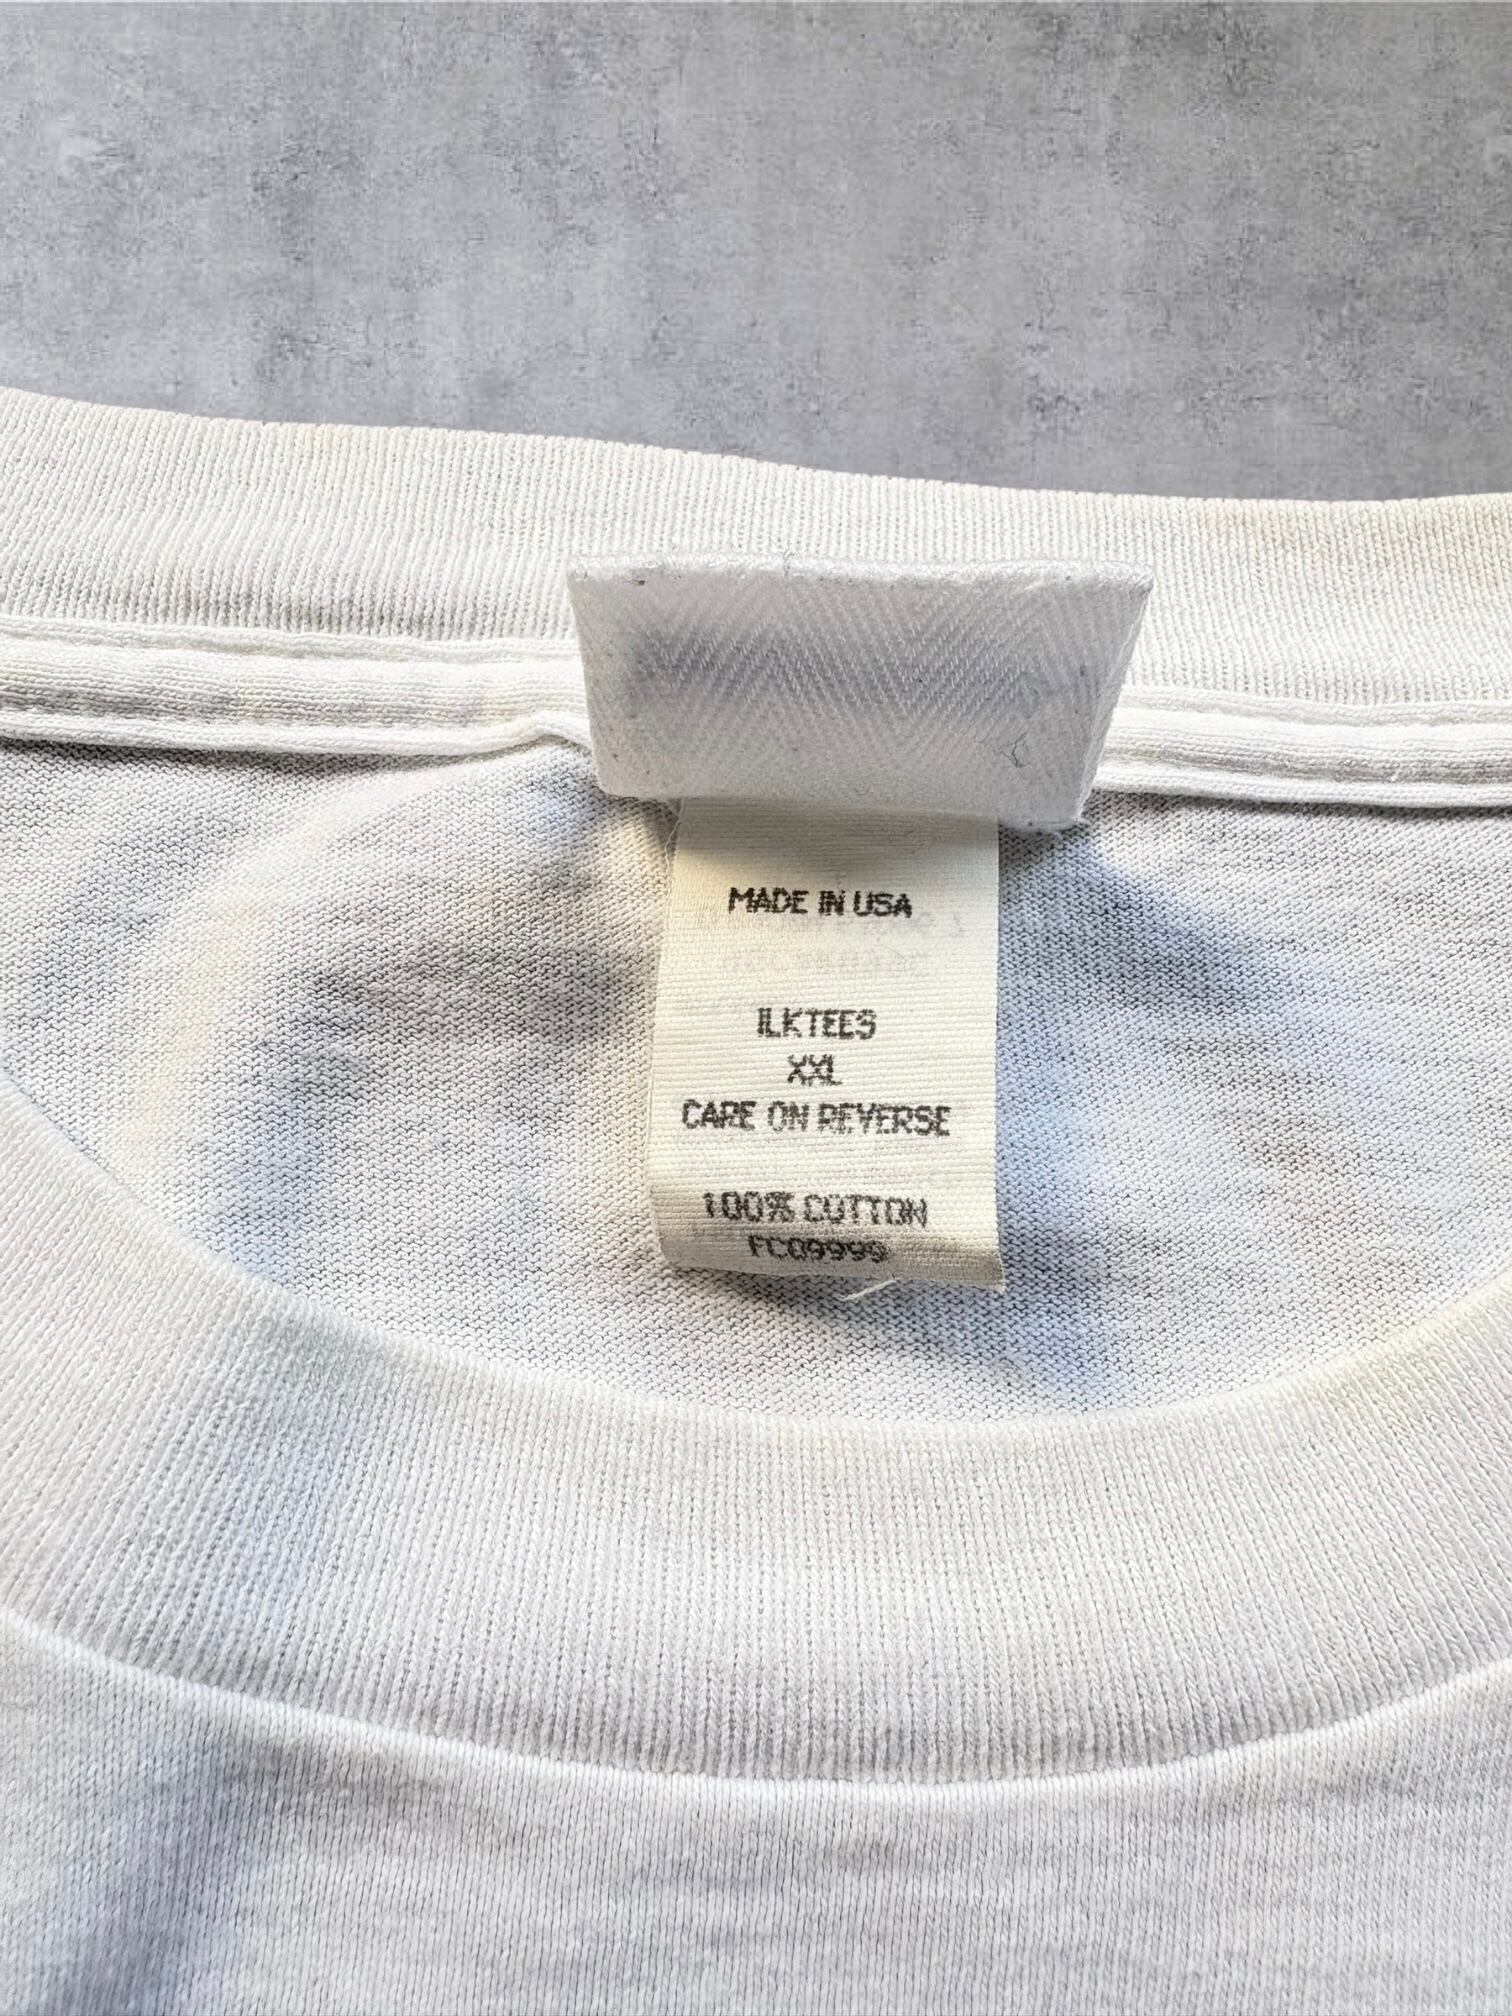 MADE IN USA
ILKTEES
XXL
CARE ON REVERSE
100% COTTON
FC09999